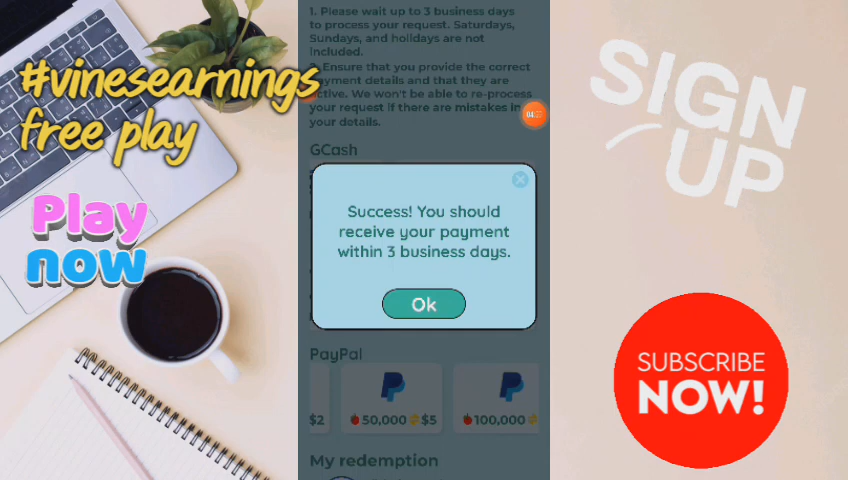 #vinesearnings
free play
Play
now
1. Please wait up to 3 business days
to process your request. Saturdays,
Sundays, and holidays are not
included.
Ensure that you provide the correct
payment details and that they are
active. We won't be able to re-process
your request if there are mistakes in
your details.
04:27
GCash
Success! You should
receive your payment
within 3 business days.
Ok
PayPal
$2
50,000 $5
100,000
My redemption
SIGN
UP
SUBSCRIBE
NOW!